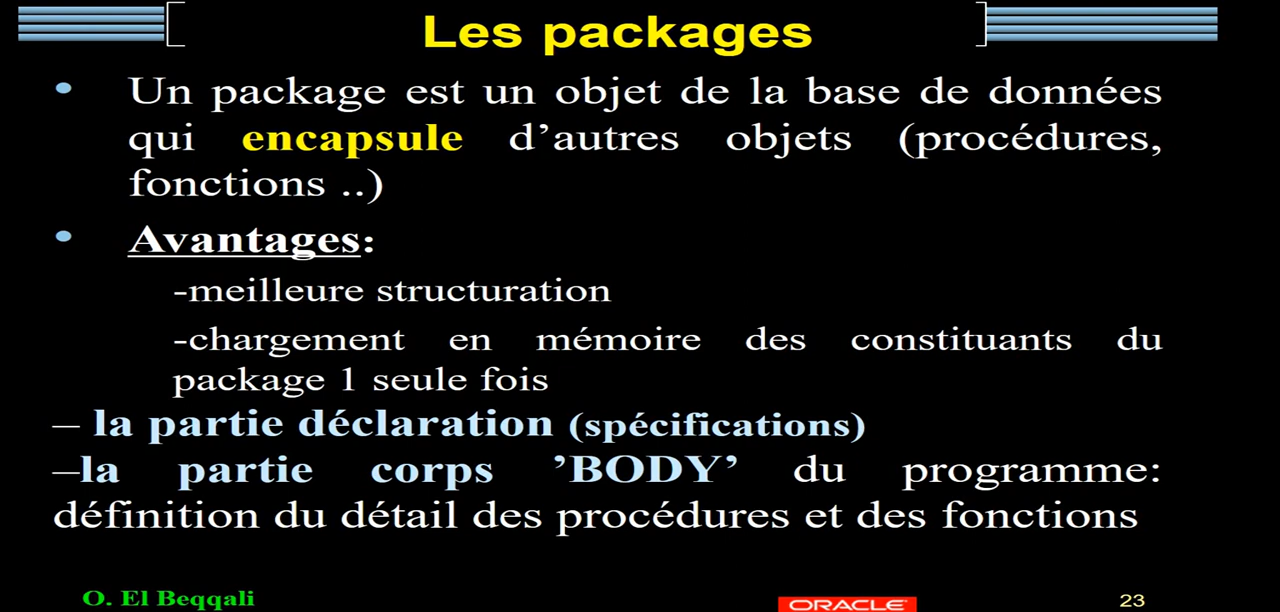 Les packages
• Un package est un objet de la base de données
qui encapsule d’autres objets (procédures,
fonctions ..)
• Avantages:
-meilleure structuration
-chargement en mémoire des constituants du
package 1 seule fois
– la partie déclaration (spécifications)
–la partie corps ’BODY’ du programme:
définition du détail des procédures et des fonctions
O. El Beqqali
ORACLE
23